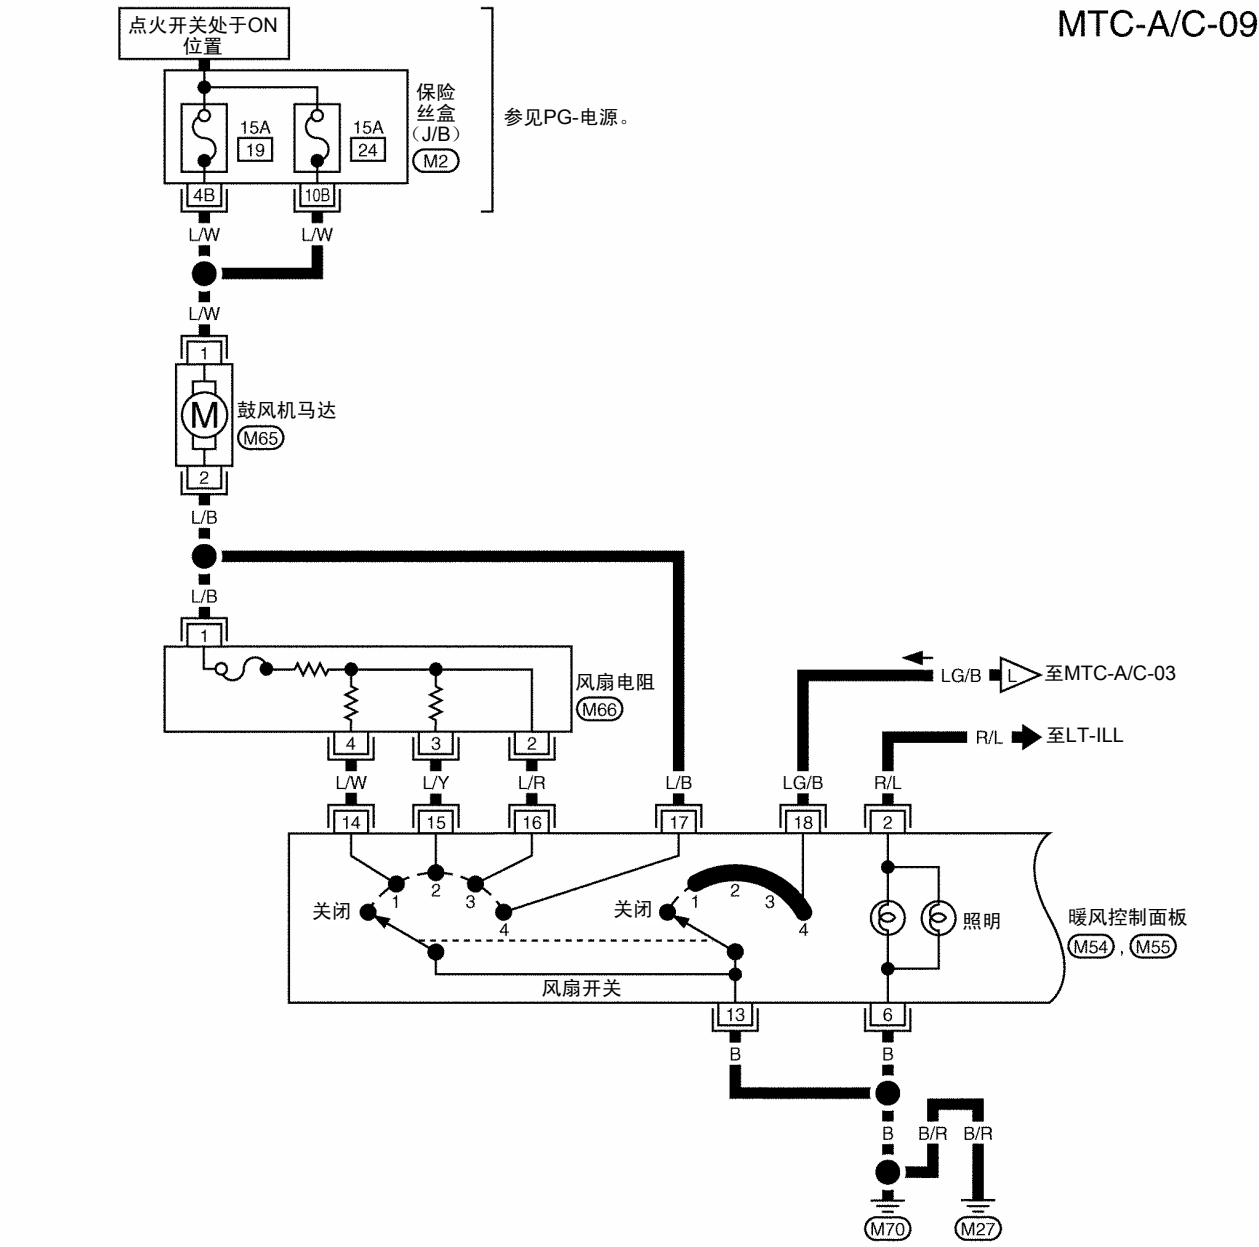 MTC-A/C-09
点火开关处于ON
位置
保险
丝盒
（J/B）
M2
参见PG-电源。
15A
19
15A
24
4B
10B
L/W
L/W
L/W
1
M
鼓风机马达
M65
2
L/B
L/B
1
风扇电阻
M66
LG/B
L
至MTC-A/C-03
R/L
至LT-ILL
4
3
2
L/W
L/Y
L/R
L/B
LG/B
R/L
14
15
16
17
18
2
关闭
1
2
3
4
关闭
1
2
3
4
照明
暖风控制面板
M54 , M55
风扇开关
13
6
B
B
B
B/R
B/R
M70
M27